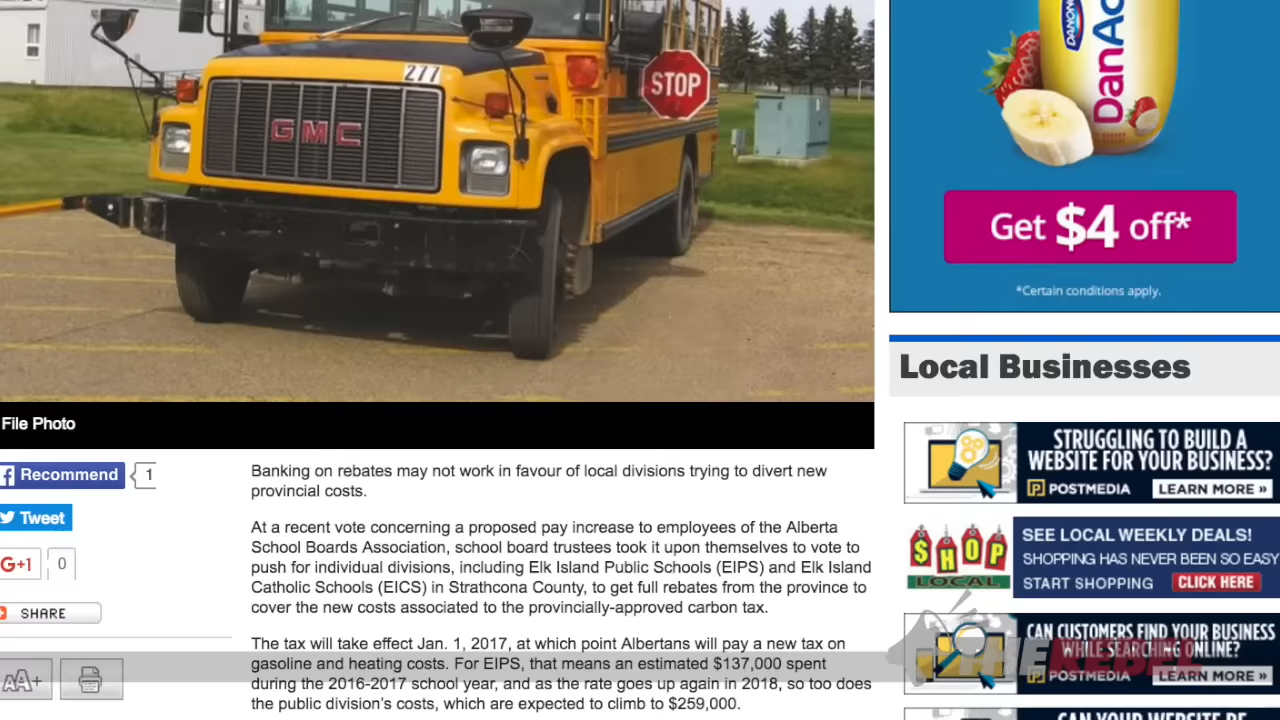 277
GMC
STOP
File Photo
Recommend
1
Tweet
G+1
0
SHARE
AA+
Banking on rebates may not work in favour of local divisions trying to divert new
provincial costs.
At a recent vote concerning a proposed pay increase to employees of the Alberta
School Boards Association, school board trustees took it upon themselves to vote to
push for individual divisions, including Elk Island Public Schools (EIPS) and Elk Island
Catholic Schools (EICS) in Strathcona County, to get full rebates from the province to
cover the new costs associated to the provincially-approved carbon tax.
The tax will take effect Jan. 1, 2017, at which point Albertans will pay a new tax on
gasoline and heating costs. For EIPS, that means an estimated $137,000 spent
during the 2016-2017 school year, and as the rate goes up again in 2018, so too does
the public division's costs, which are expected to climb to $259,000.
DANONE
DanAc
Get $4 off*
*Certain conditions apply.
Local Businesses
STRUGGLING TO BUILD A
WEBSITE FOR YOUR BUSINESS?
P POSTMEDIA LEARN MORE »
SHOP
LOCAL
SEE LOCAL WEEKLY DEALS!
SHOPPING HAS NEVER BEEN SO EASY
START SHOPPING CLICK HERE
CAN CUSTOMERS FIND YOUR BUSINESS
WHILE SEARCHING ONLINE?
P POSTMEDIA LEARN MORE »
THE REBEL
CAN YOUR WEBSITE BE